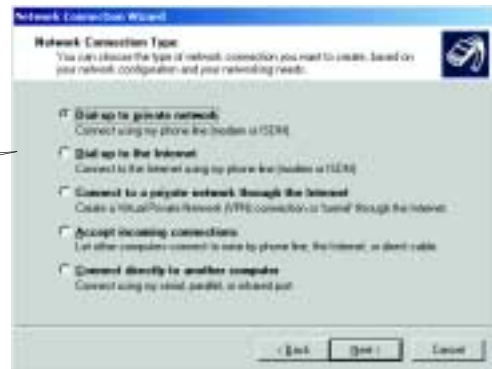 Network Connection Wizard
Network Connection Type
You can choose the type of network connection you want to create, based on
your network configuration and your networking needs.
Dial-up to private network
Connect using my phone line (modem or ISDN)
Dial-up to the Internet
Connect to the Internet using my phone line (modem or ISDN)
Connect to a private network through the Internet
Create a Virtual Private Network (VPN) connection or 'tunnel' through the Internet
Accept incoming connections
Let other computers connect to mine by phone line, the Internet, or direct cable
Connect directly to another computer
Connect using my serial, parallel, or infrared port
< Back
Next >
Cancel